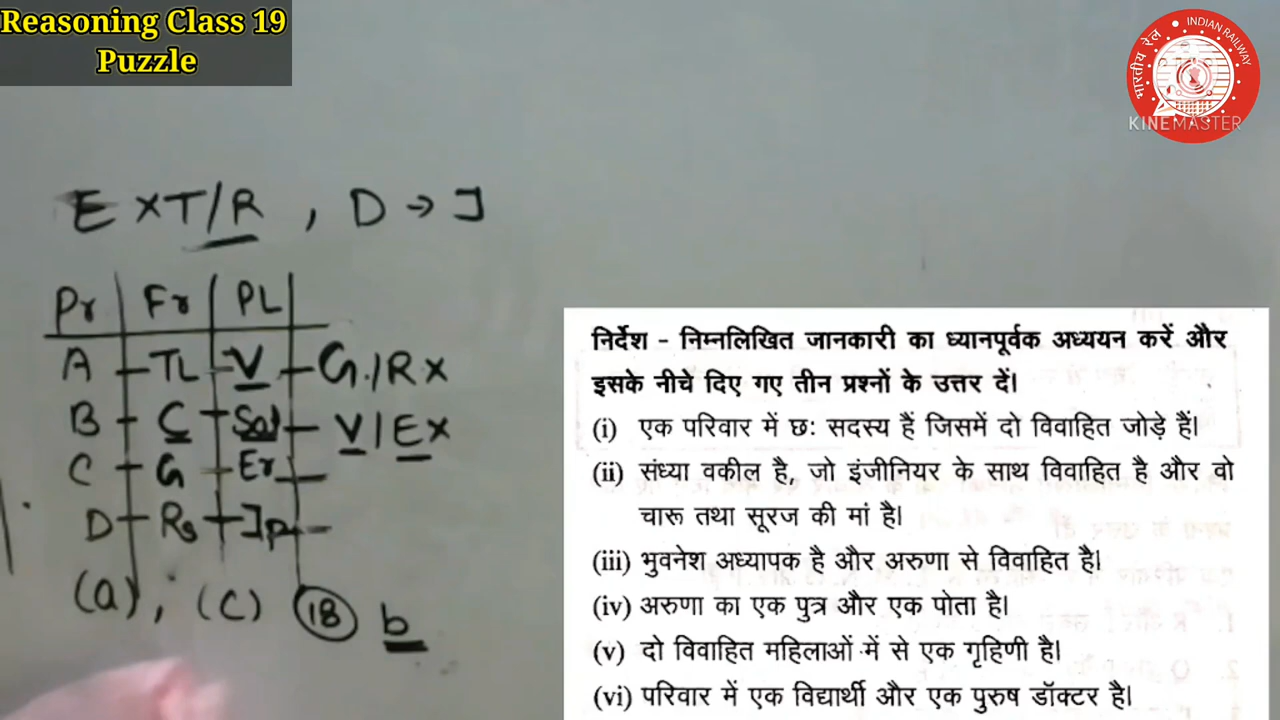 Reasoning Class 19
Puzzle
भारतीय रेल
INDIAN RAILWAY
KINEMASTER
E × T/R , D → J
Pr Fr PL
A TL V G./R ×
B C Sol V/E ×
C G Er
D Rs Jp
(a), (c) 18 b
निर्देश - निम्नलिखित जानकारी का ध्यानपूर्वक अध्ययन करें और
इसके नीचे दिए गए तीन प्रश्नों के उत्तर दें।
(i) एक परिवार में छः सदस्य हैं जिसमें दो विवाहित जोड़े हैं।
(ii) संध्या वकील है, जो इंजीनियर के साथ विवाहित है और वो
चारू तथा सूरज की मां है।
(iii) भुवनेश अध्यापक है और अरुणा से विवाहित है।
(iv) अरुणा का एक पुत्र और एक पोता है।
(v) दो विवाहित महिलाओं में से एक गृहिणी है।
(vi) परिवार में एक विद्यार्थी और एक पुरुष डॉक्टर है।